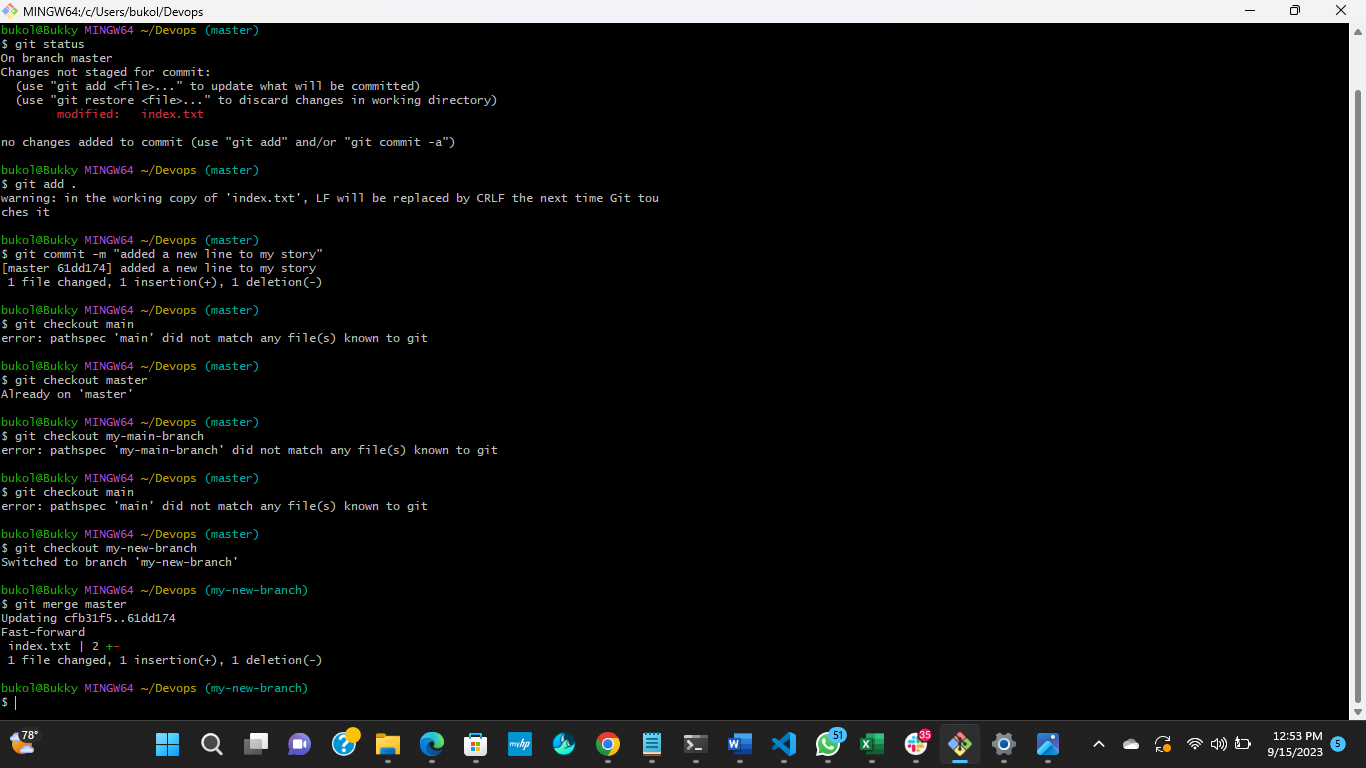 MINGW64:/c/Users/bukol/Devops
bukol@Bukky MINGW64 ~/Devops (master)
$ git status
On branch master
Changes not staged for commit:
  (use "git add <file>..." to update what will be committed)
  (use "git restore <file>..." to discard changes in working directory)
        modified:   index.txt

no changes added to commit (use "git add" and/or "git commit -a")

bukol@Bukky MINGW64 ~/Devops (master)
$ git add .
warning: in the working copy of 'index.txt', LF will be replaced by CRLF the next time Git tou
ches it

bukol@Bukky MINGW64 ~/Devops (master)
$ git commit -m "added a new line to my story"
[master 61dd174] added a new line to my story
 1 file changed, 1 insertion(+), 1 deletion(-)

bukol@Bukky MINGW64 ~/Devops (master)
$ git checkout main
error: pathspec 'main' did not match any file(s) known to git

bukol@Bukky MINGW64 ~/Devops (master)
$ git checkout master
Already on 'master'

bukol@Bukky MINGW64 ~/Devops (master)
$ git checkout my-main-branch
error: pathspec 'my-main-branch' did not match any file(s) known to git

bukol@Bukky MINGW64 ~/Devops (master)
$ git checkout main
error: pathspec 'main' did not match any file(s) known to git

bukol@Bukky MINGW64 ~/Devops (master)
$ git checkout my-new-branch
Switched to branch 'my-new-branch'

bukol@Bukky MINGW64 ~/Devops (my-new-branch)
$ git merge master
Updating cfb31f5..61dd174
Fast-forward
 index.txt | 2 +-
 1 file changed, 1 insertion(+), 1 deletion(-)

bukol@Bukky MINGW64 ~/Devops (my-new-branch)
$
78°
myhp
51
35
12:53 PM
9/15/2023
5